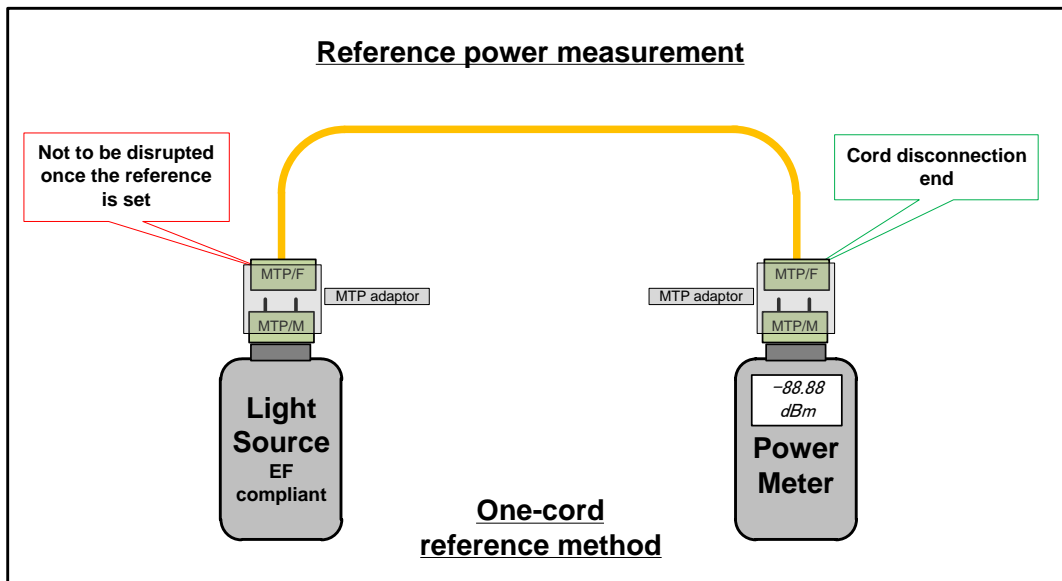 Reference power measurement
Not to be disrupted
once the reference
is set
Cord disconnection
end
MTP/F
MTP adaptor
MTP/M
MTP/F
MTP adaptor
MTP/M
Light
Source
EF
compliant
-88.88
dBm
Power
Meter
One-cord
reference method